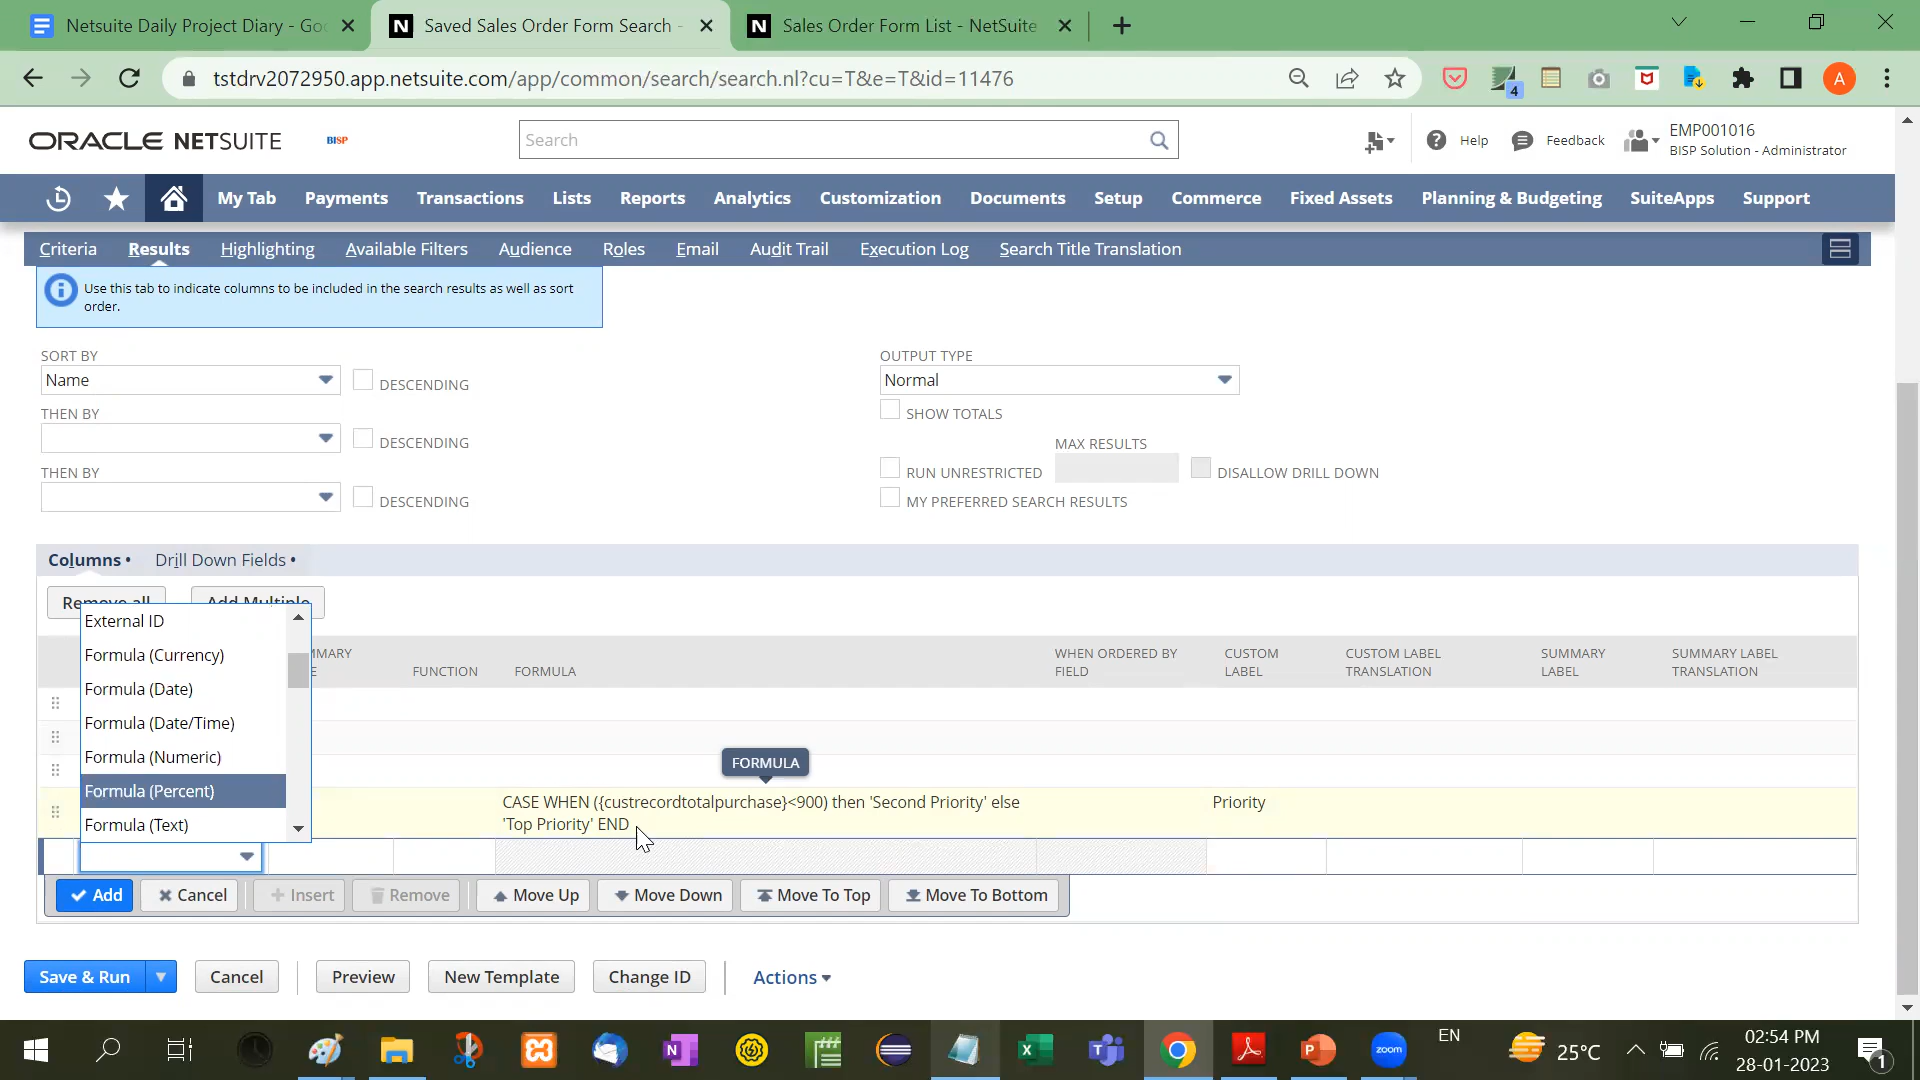 Netsuite Daily Project Diary - Goo
Saved Sales Order Form Search -
Sales Order Form List - NetSuite
tstdrv2072950.app.netsuite.com/app/common/search/search.nl?cu=T&e=T&id=11476
4
A
ORACLE NETSUITE
BISP
Search
Help
Feedback
EMP001016
BISP Solution - Administrator
My Tab Payments Transactions Lists Reports Analytics Customization Documents Setup Commerce Fixed Assets Planning & Budgeting SuiteApps Support
Criteria Results Highlighting Available Filters Audience Roles Email Audit Trail Execution Log Search Title Translation
Use this tab to indicate columns to be included in the search results as well as sort
order.
SORT BY
Name
DESCENDING
THEN BY
DESCENDING
THEN BY
DESCENDING
OUTPUT TYPE
Normal
SHOW TOTALS
MAX RESULTS
RUN UNRESTRICTED
DISALLOW DRILL DOWN
MY PREFERRED SEARCH RESULTS
Columns • Drill Down Fields •
Remove all Add Multiple
External ID
Formula (Currency)
Formula (Date)
Formula (Date/Time)
Formula (Numeric)
Formula (Percent)
Formula (Text)
FUNCTION
FORMULA
WHEN ORDERED BY
FIELD
CUSTOM
LABEL
CUSTOM LABEL
TRANSLATION
SUMMARY
LABEL
SUMMARY LABEL
TRANSLATION
FORMULA
CASE WHEN ({custrecordtotalpurchase}<900) then 'Second Priority' else
'Top Priority' END
Priority
Add Cancel Insert Remove Move Up Move Down Move To Top Move To Bottom
Save & Run Cancel Preview New Template Change ID Actions
zoom
EN
25°C
02:54 PM
28-01-2023
1